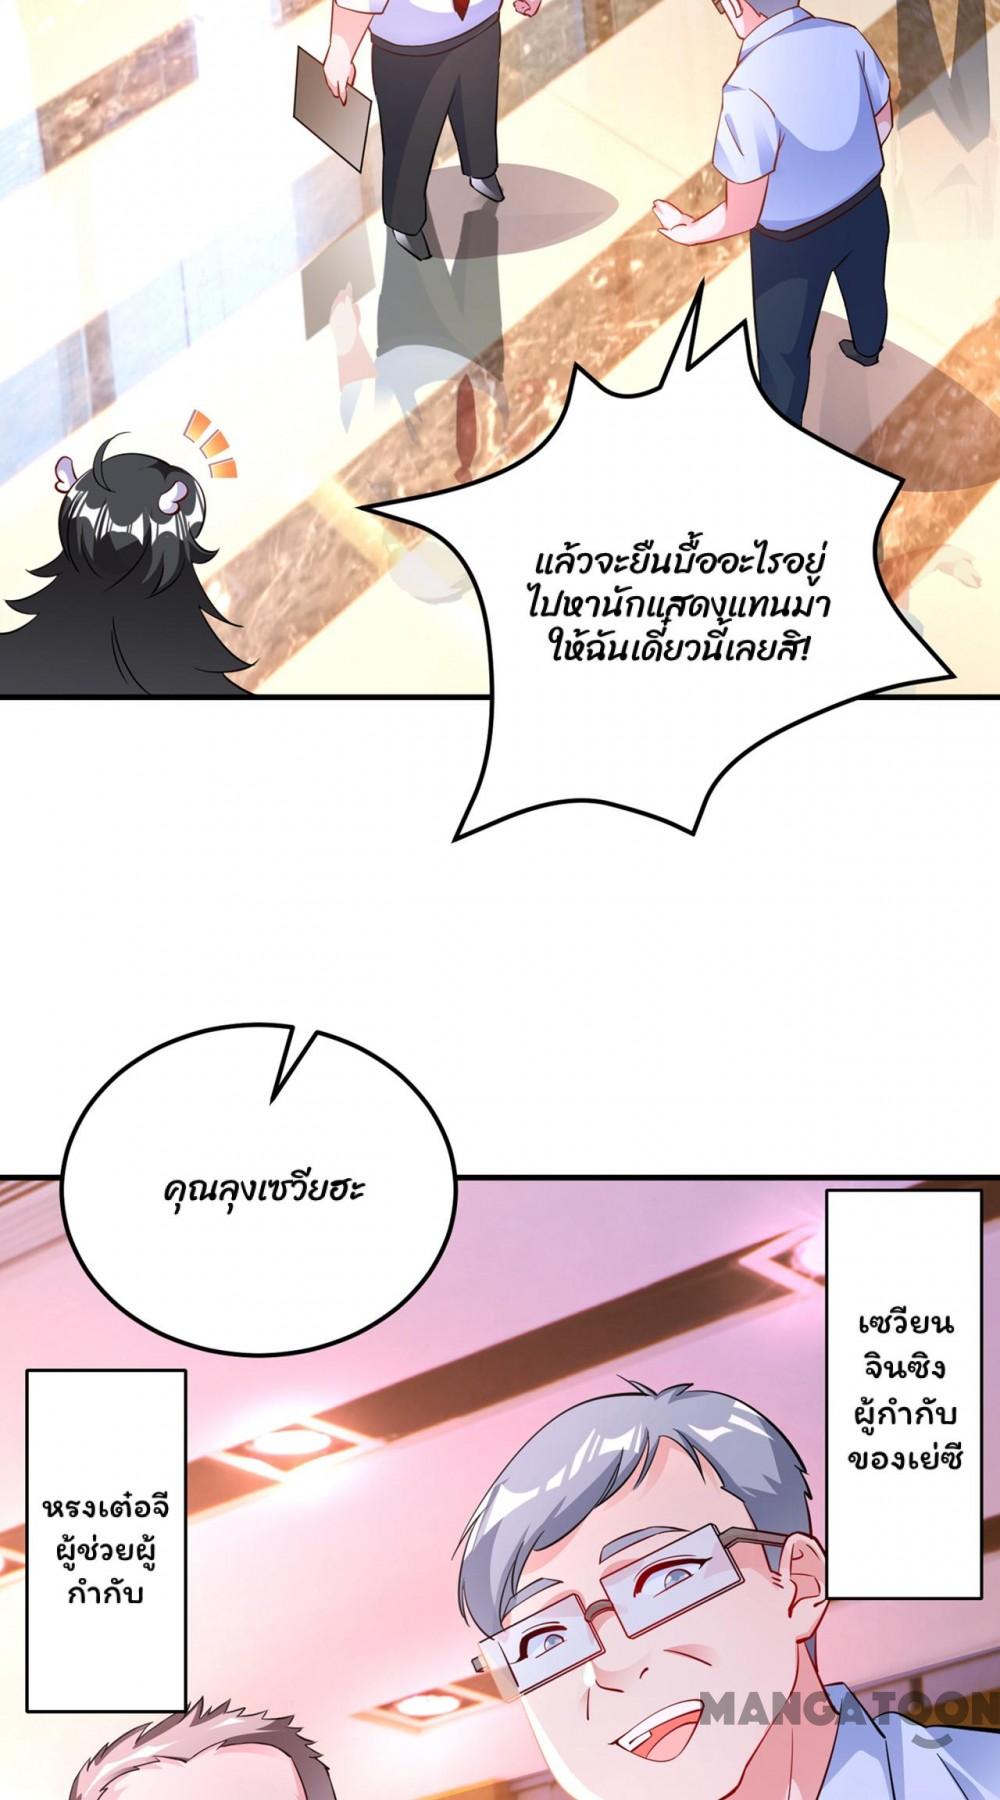 แล้วจะยืนบื้ออะไรอยู่
ไปหานักแสดงแทนมา
ให้ฉันเดี๋ยวนี้เลยสิ!
คุณลุงเซวียฮะ
เซวียน
จินซิง
ผู้กำกับ
ของเย่ซี
หรงเต๋อจี
ผู้ช่วยผู้
กำกับ
MANGATOON